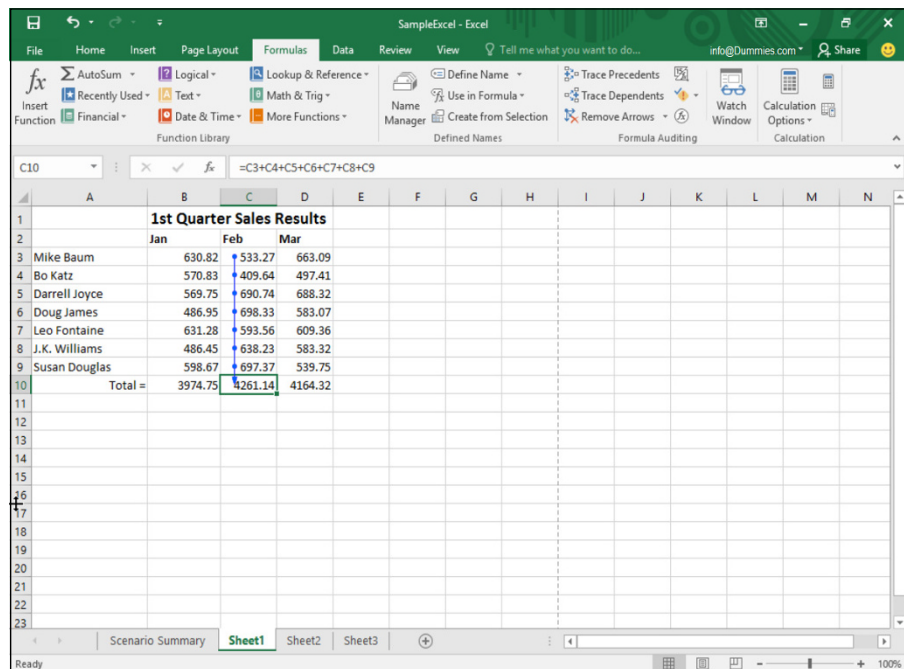 SampleExcel - Excel
File Home Insert Page Layout Formulas Data Review View Tell me what you want to do... info@Dummies.com Share
fx Insert Function
AutoSum
Recently Used
Financial
Logical
Text
Date & Time
Lookup & Reference
Math & Trig
More Functions
Function Library
Name Manager
Define Name
Use in Formula
Create from Selection
Defined Names
Trace Precedents
Trace Dependents
Remove Arrows
Watch Window
Formula Auditing
Calculation Options
Calculation
C10 fx =C3+C4+C5+C6+C7+C8+C9
A B C D E F G H I J K L M N
1 1st Quarter Sales Results
2 Jan Feb Mar
3 Mike Baum 630.82 533.27 663.09
4 Bo Katz 570.83 409.64 497.41
5 Darrell Joyce 569.75 690.74 688.32
6 Doug James 486.95 698.33 583.07
7 Leo Fontaine 631.28 593.56 609.36
8 J.K. Williams 486.45 638.23 583.32
9 Susan Douglas 598.67 697.37 539.75
10 Total = 3974.75 4261.14 4164.32
11
12
13
14
15
16
17
18
19
20
21
22
23
Scenario Summary Sheet1 Sheet2 Sheet3
Ready 100%